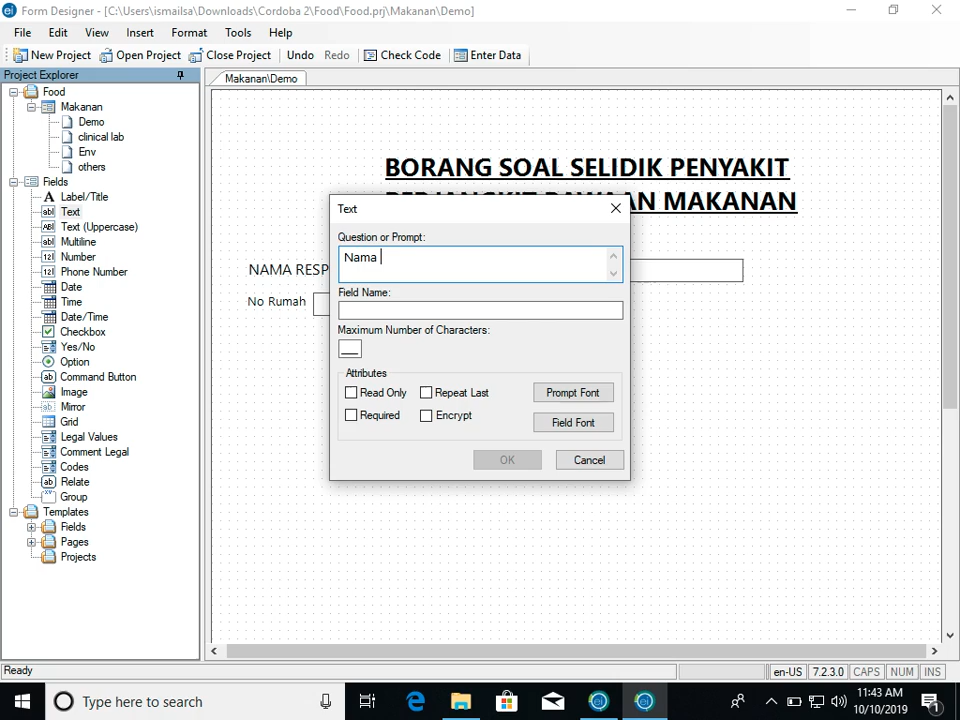 Form Designer - [C:\Users\ismailsa\Downloads\Cordoba 2\Food\Food.prj\Makanan\Demo]
File Edit View Insert Format Tools Help
New Project Open Project Close Project Undo Redo Check Code Enter Data
Project Explorer
Makanan\Demo
Food
Makanan
Demo
clinical lab
Env
others
Fields
Label/Title
Text
Text (Uppercase)
Multiline
Number
Phone Number
Date
Time
Date/Time
Checkbox
Yes/No
Option
Command Button
Image
Mirror
Grid
Legal Values
Comment Legal
Codes
Relate
Group
Templates
Fields
Pages
Projects
BORANG SOAL SELIDIK PENYAKIT
AN MAKANAN
NAMA RESP
No Rumah
Text
Question or Prompt:
Nama
Field Name:
Maximum Number of Characters:
Attributes
Read Only Repeat Last Prompt Font
Required Encrypt Field Font
OK Cancel
Ready en-US 7.2.3.0 CAPS NUM INS
Type here to search
11:43 AM
10/10/2019
1